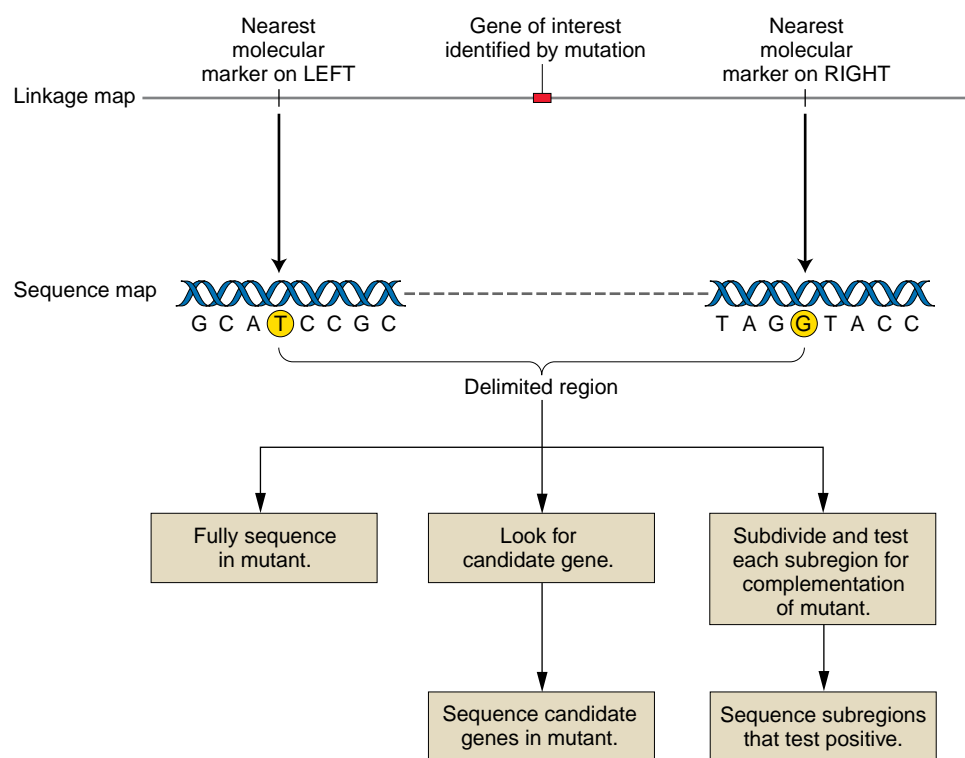 Nearest
molecular
marker on LEFT
Gene of interest
identified by mutation
Nearest
molecular
marker on RIGHT
Linkage map
Sequence map
G C A T C C G C
T A G G T A C C
Delimited region
Fully sequence
in mutant.
Look for
candidate gene.
Subdivide and test
each subregion for
complementation
of mutant.
Sequence candidate
genes in mutant.
Sequence subregions
that test positive.